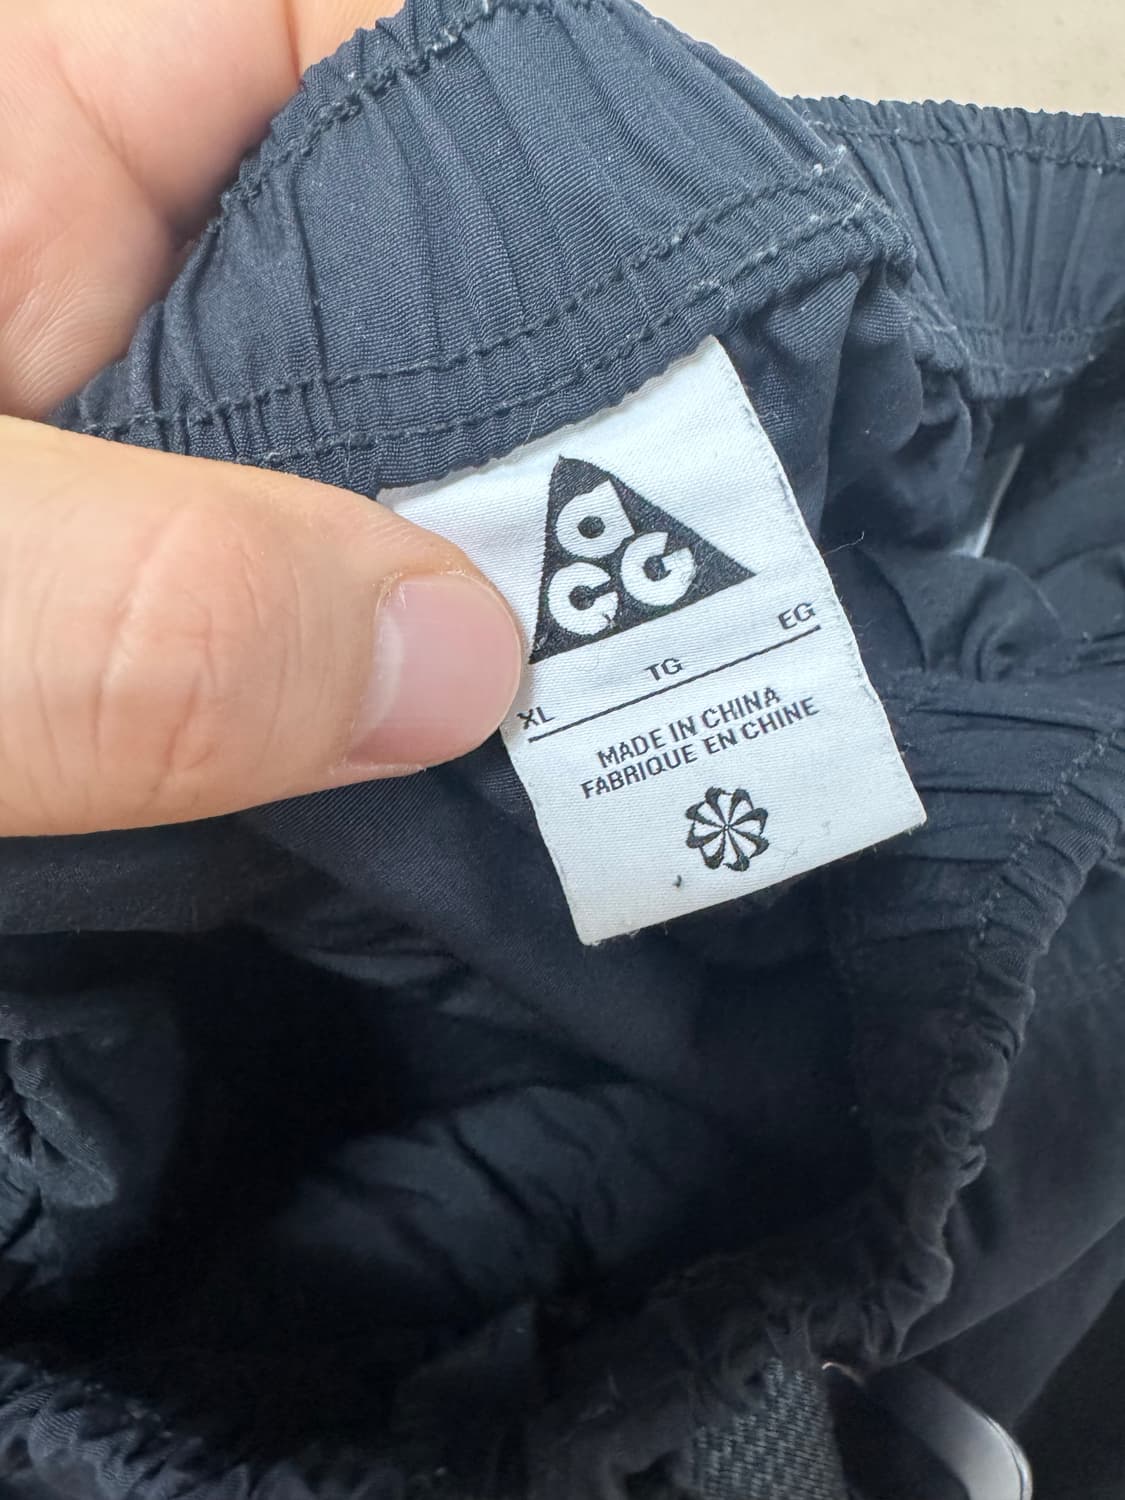 aCG
XL TG EG
MADE IN CHINA
FABRIQUE EN CHINE